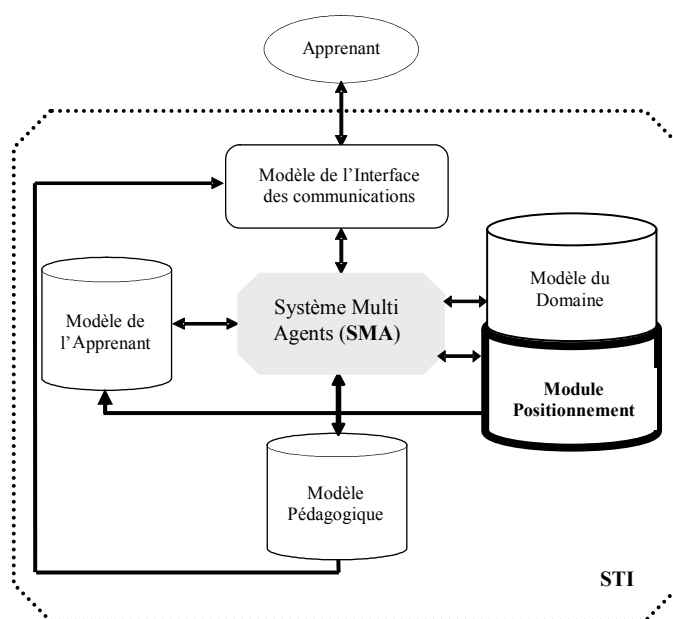 Apprenant
Modèle de l’Interface
des communications
Système Multi
Agents (SMA)
Modèle de
l’Apprenant
Modèle du
Domaine
Module
Positionnement
Modèle
Pédagogique
STI